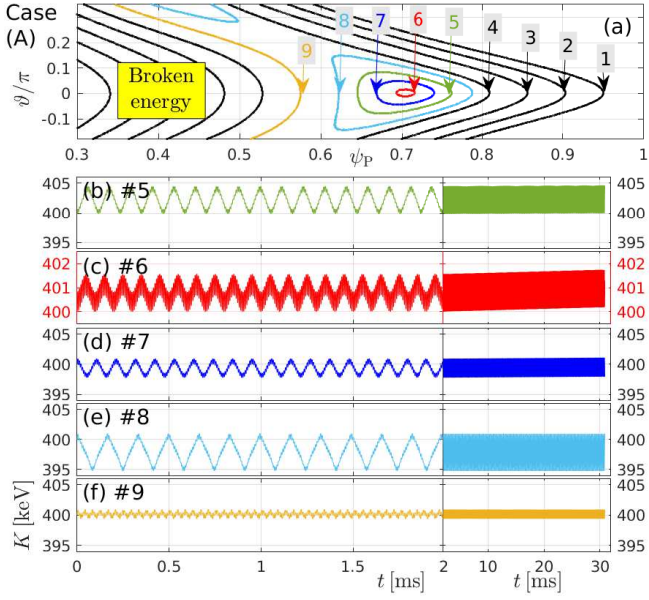 Case
(A)
(a)
9 8 7 6 5 4 3 2 1
0.3
0.2
0.1
0
-0.1
ϑ/π
Broken
energy
0.3 0.4 0.5 0.6 0.7 0.8 0.9 1
ψP
(b) #5
405
400
395
405
400
395
(c) #6
402
401
400
402
401
400
(d) #7
405
400
395
405
400
395
(e) #8
400
395
400
395
(f) #9
405
400
395
405
400
395
K [keV]
0 0.5 1 1.5 2 10 20 30
t [ms] t [ms]